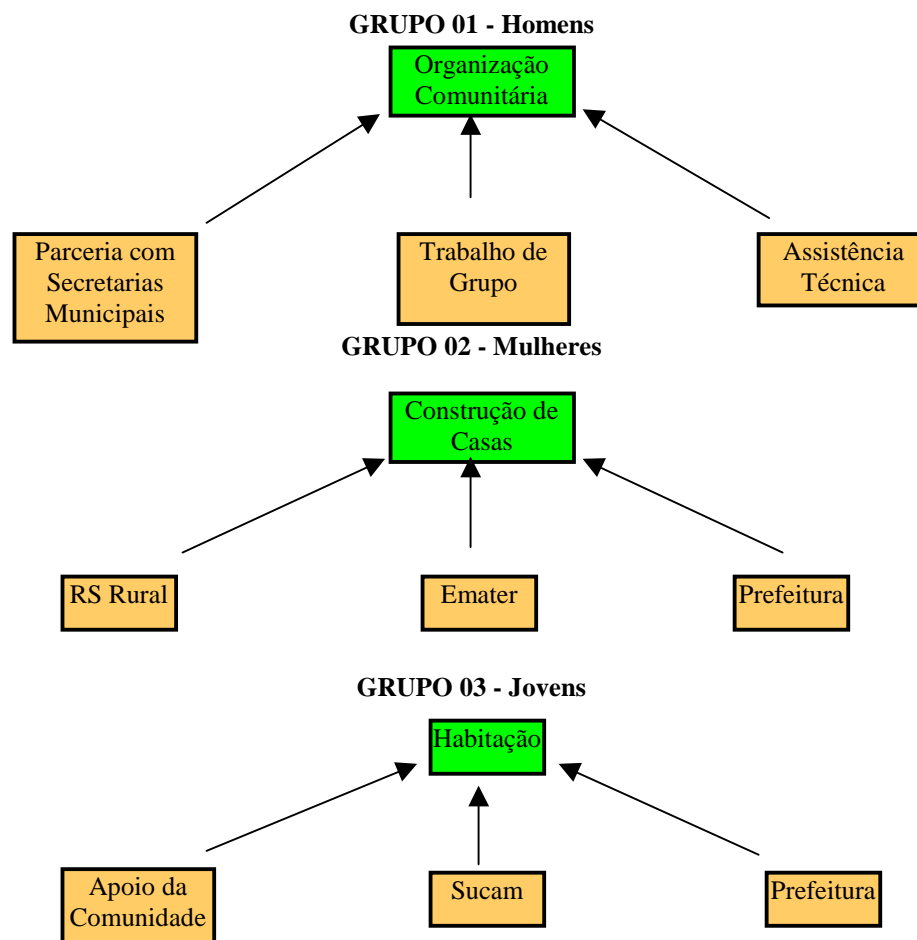 GRUPO 01 - Homens
Organização
Comunitária
Parceria com
Secretarias
Municipais
Trabalho de
Grupo
Assistência
Técnica
GRUPO 02 - Mulheres
Construção de
Casas
RS Rural
Emater
Prefeitura
GRUPO 03 - Jovens
Habitação
Apoio da
Comunidade
Sucam
Prefeitura